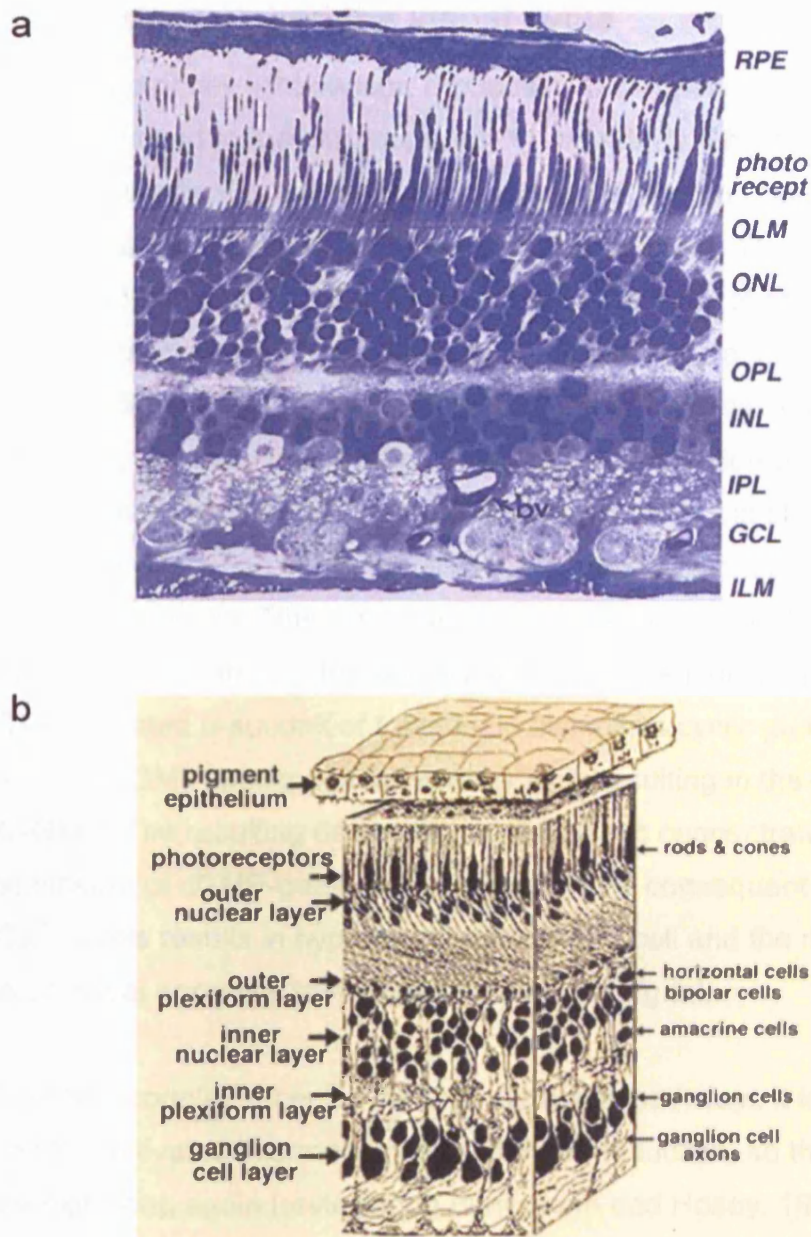 a
RPE
photo
recept
OLM
ONL
OPL
INL
IPL
bv
GCL
ILM
b
pigment
epithelium
photoreceptors
outer
nuclear layer
outer
plexiform layer
inner
nuclear layer
inner
plexiform layer
ganglion
cell layer
rods & cones
horizontal cells
bipolar cells
amacrine cells
ganglion cells
ganglion cell
axons